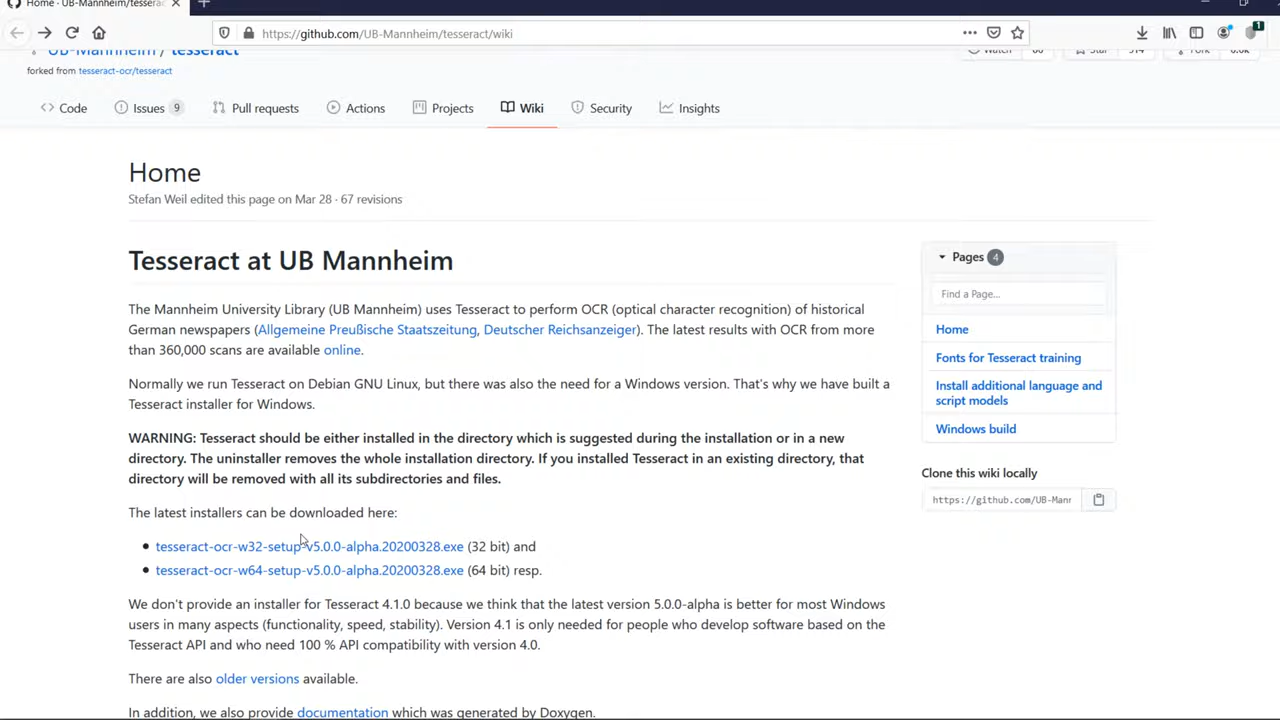 Home · UB-Mannheim/tesserac
https://github.com/UB-Mannheim/tesseract/wiki
1
UB-Mannheim / tesseract
Watch
Star
Fork
forked from tesseract-ocr/tesseract
Code Issues 9 Pull requests Actions Projects Wiki Security Insights
Home
Stefan Weil edited this page on Mar 28 · 67 revisions
Tesseract at UB Mannheim
The Mannheim University Library (UB Mannheim) uses Tesseract to perform OCR (optical character recognition) of historical
German newspapers (Allgemeine Preußische Staatszeitung, Deutscher Reichsanzeiger). The latest results with OCR from more
than 360,000 scans are available online.
Normally we run Tesseract on Debian GNU Linux, but there was also the need for a Windows version. That's why we have built a
Tesseract installer for Windows.
WARNING: Tesseract should be either installed in the directory which is suggested during the installation or in a new
directory. The uninstaller removes the whole installation directory. If you installed Tesseract in an existing directory, that
directory will be removed with all its subdirectories and files.
The latest installers can be downloaded here:
tesseract-ocr-w32-setup-v5.0.0-alpha.20200328.exe (32 bit) and
tesseract-ocr-w64-setup-v5.0.0-alpha.20200328.exe (64 bit) resp.
We don't provide an installer for Tesseract 4.1.0 because we think that the latest version 5.0.0-alpha is better for most Windows
users in many aspects (functionality, speed, stability). Version 4.1 is only needed for people who develop software based on the
Tesseract API and who need 100 % API compatibility with version 4.0.
There are also older versions available.
In addition, we also provide documentation which was generated by Doxygen.
Pages 4
Find a Page...
Home
Fonts for Tesseract training
Install additional language and
script models
Windows build
Clone this wiki locally
https://github.com/UB-Mann